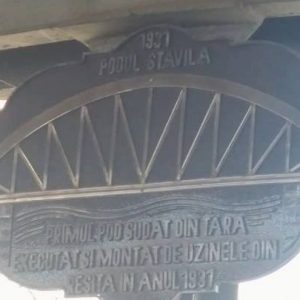 1931
PODUL STAVILA
PRIMUL POD SUDAT DIN TARA
EXECUTAT SI MONTAT DE UZINELE DIN
RESITA IN ANUL 1931